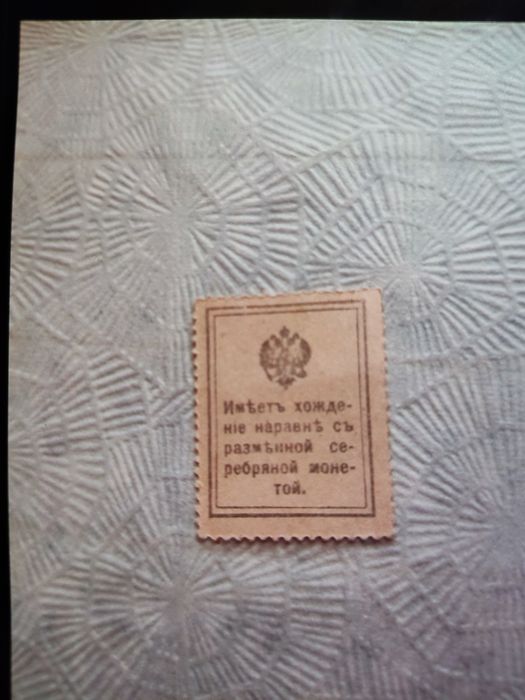 Имѣетъ хожде-
ніе наравнѣ съ
размѣнной се-
ребряной моне-
той.